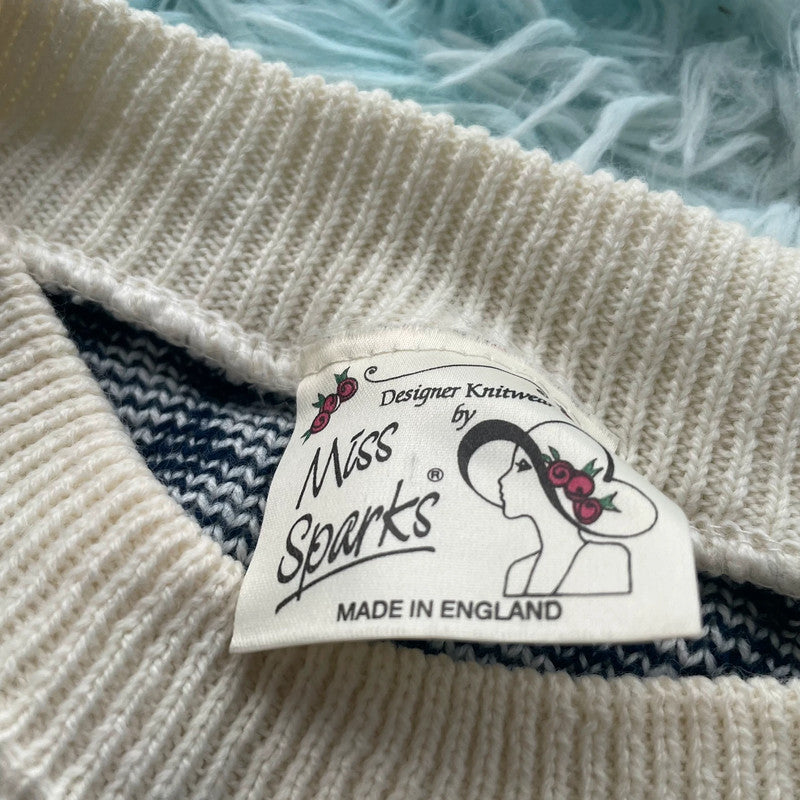 Designer Knitwear
by
Miss
Sparks®
MADE IN ENGLAND